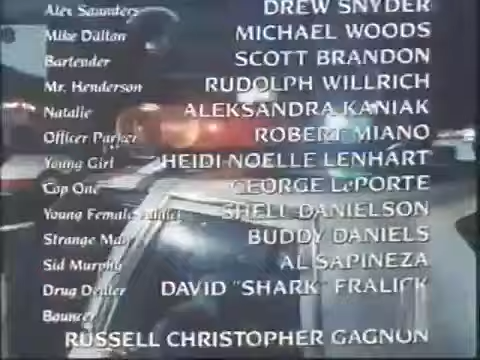 Alex Saunders DREW SNYDER
Mike Dalton MICHAEL WOODS
Bartender SCOTT BRANDON
Mr. Henderson RUDOLPH WILLRICH
Natalie ALEKSANDRA KANIAK
Officer Parker ROBERT MIANO
Young Girl HEIDI NOELLE LENHART
Cop One GEORGE LePORTE
Young Female SHELL DANIELSON
Strange Man BUDDY DANIELS
Sid Murphy AL SAPINEZA
Drug Dealer DAVID "SHARK" FRALICK
Bouncer
RUSSELL CHRISTOPHER GAGNON